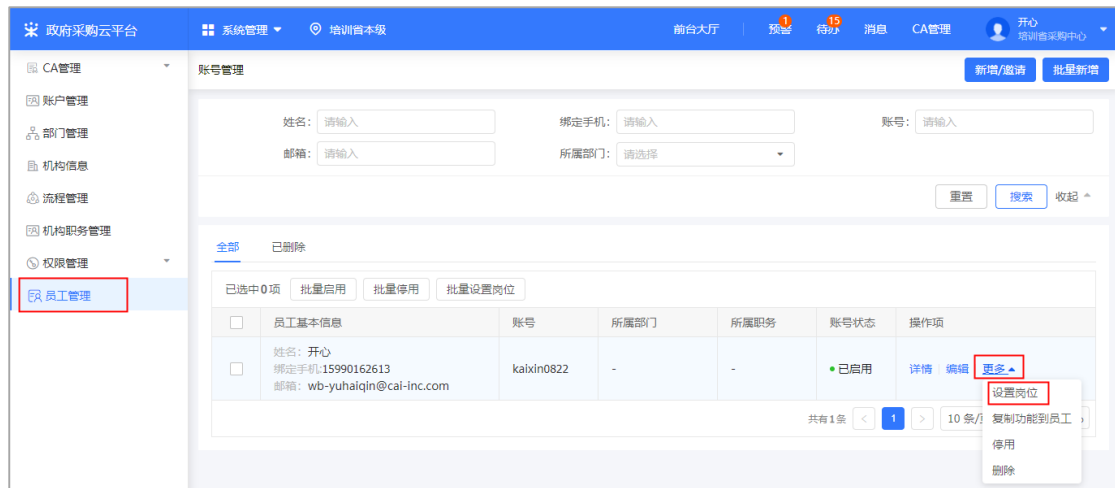 政府采购云平台 系统管理 培训省本级 前台大厅 预警 1 待办 15 消息 CA管理 开心
培训省采购中心
CA管理
账户管理
部门管理
机构信息
流程管理
机构职务管理
权限管理
员工管理
账号管理 新增/邀请 批量新增
姓名: 请输入 绑定手机: 请输入 账号: 请输入
邮箱: 请输入 所属部门: 请选择
重置 搜索 收起
全部 已删除
已选中0项 批量启用 批量停用 批量设置岗位
员工基本信息 账号 所属部门 所属职务 账号状态 操作项
姓名: 开心
绑定手机:15990162613 kaixin0822 - - 已启用 详情 编辑 更多
邮箱: wb-yuhaiqin@cai-inc.com
设置岗位
共有1条 < 1 > 10 条/
复制功能到员工
停用
删除